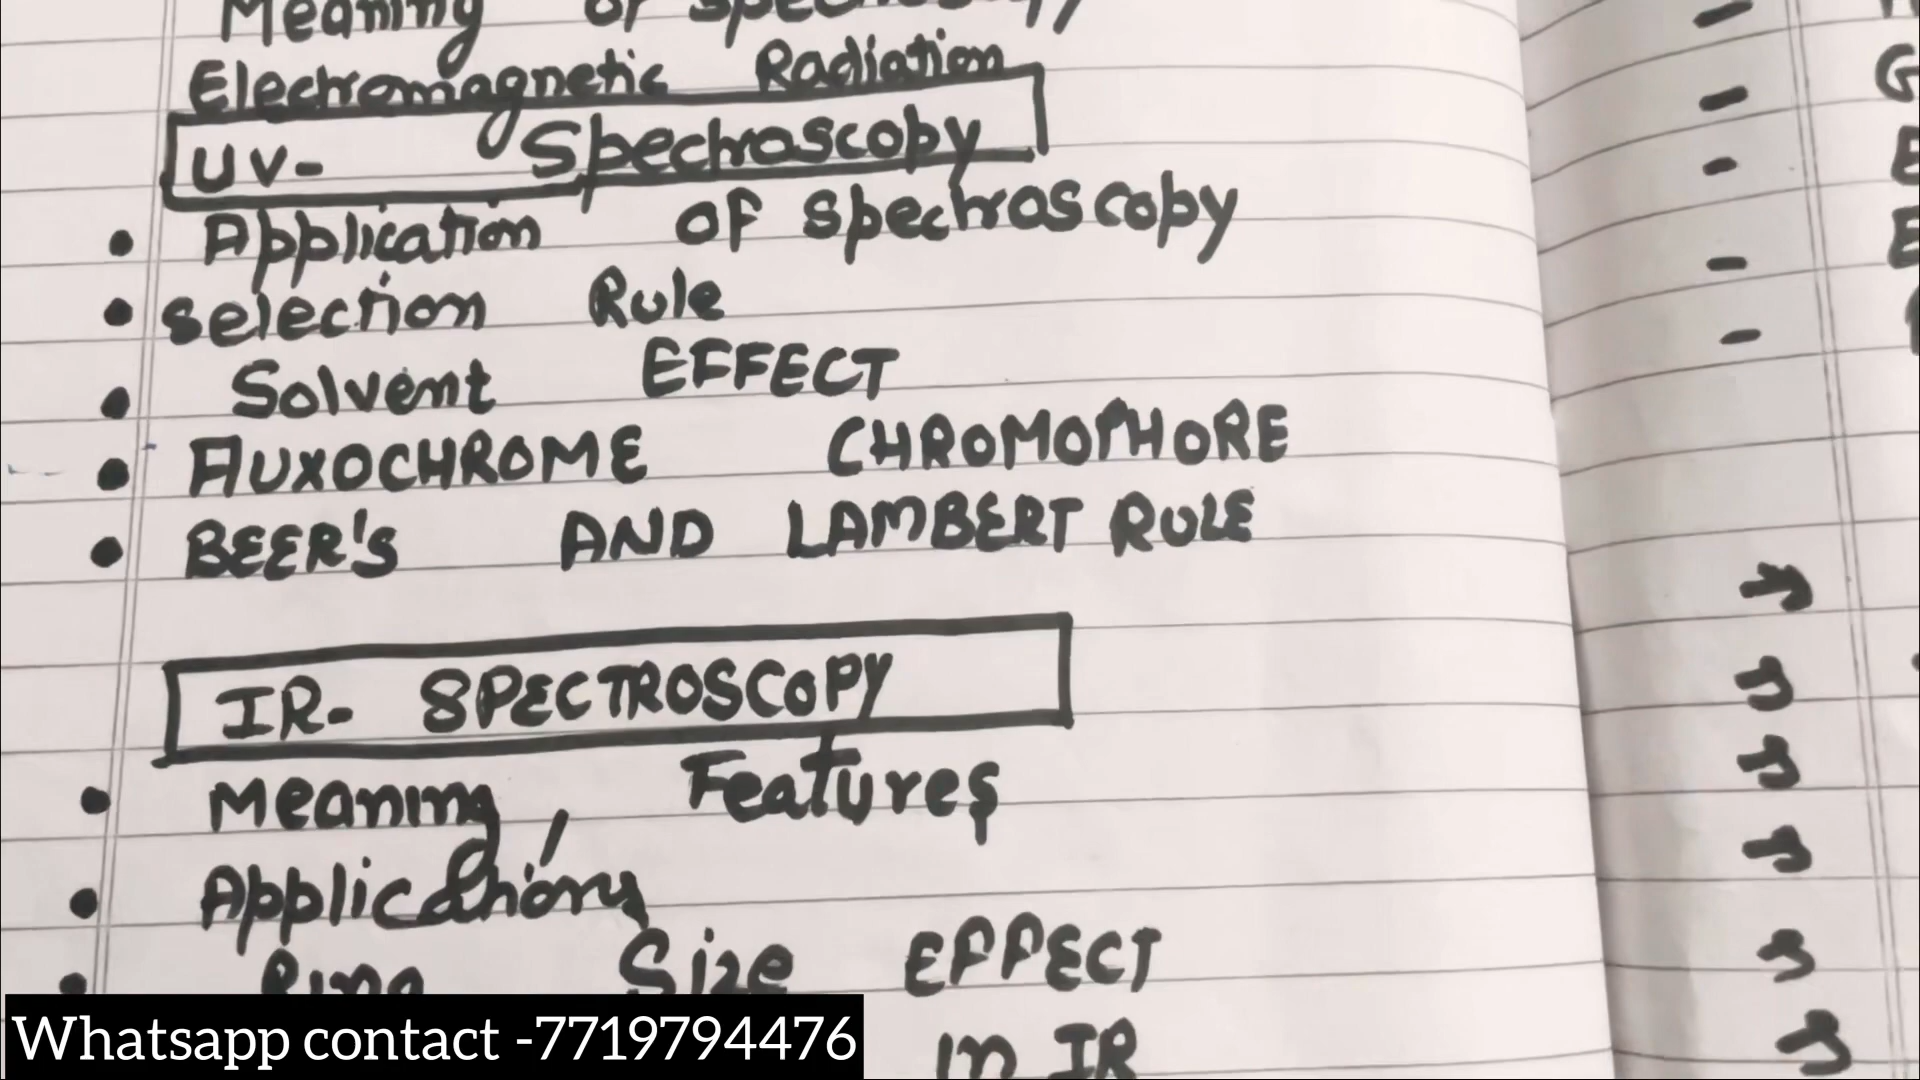 Meaning of spectroscopy
Electromagnetic Radiation
UV- Spectroscopy
• Application OF spectroscopy
• selection Rule
• Solvent EFFECT
• AUXOCHROME CHROMOPHORE
• BEER'S AND LAMBERT RULE
IR- SPECTROSCOPY
• Meaning, Features
• Applications
• Ring Size EFFECT
in IR
Whatsapp contact -7719794476